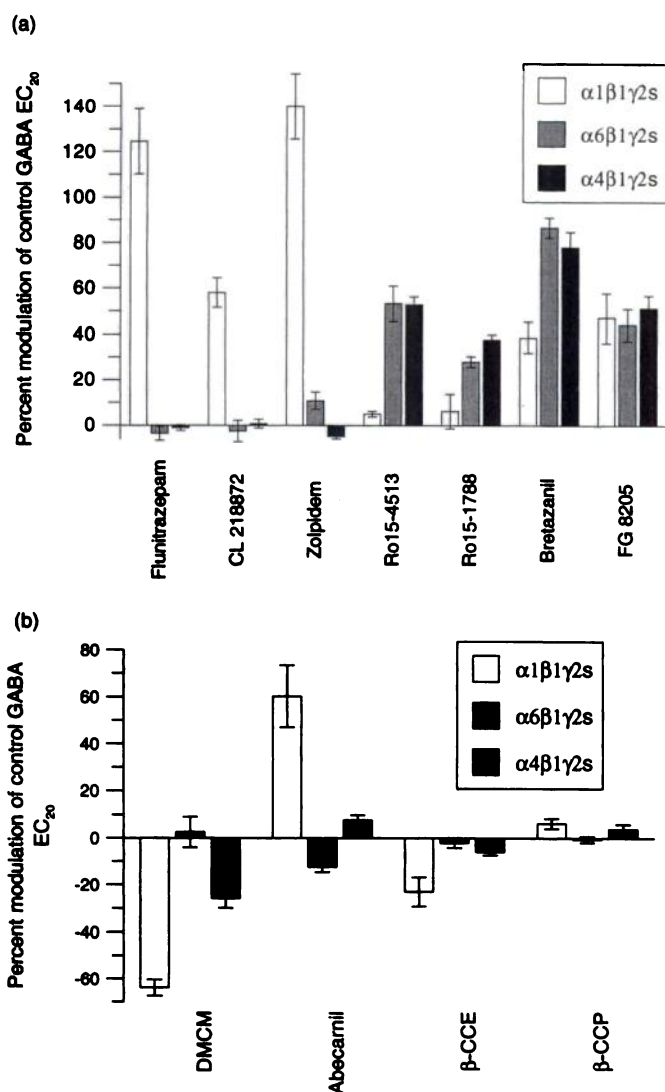 (a)
Percent modulation of control GABA EC20
140
120
100
80
60
40
20
0
α1β1γ2s
α6β1γ2s
α4β1γ2s
Flunitrazepam
CL 218872
Zolpidem
Ro15-4513
Ro15-1788
Bretazanil
FG 8205
(b)
Percent modulation of control GABA
EC20
80
60
40
20
0
-20
-40
-60
α1β1γ2s
α6β1γ2s
α4β1γ2s
DMCM
Abecarnil
β-CCE
β-CCP